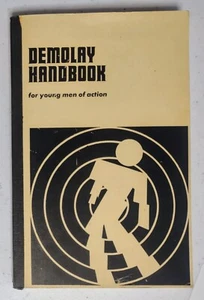 DEMOLAY
HANDBOOK
for young men of action